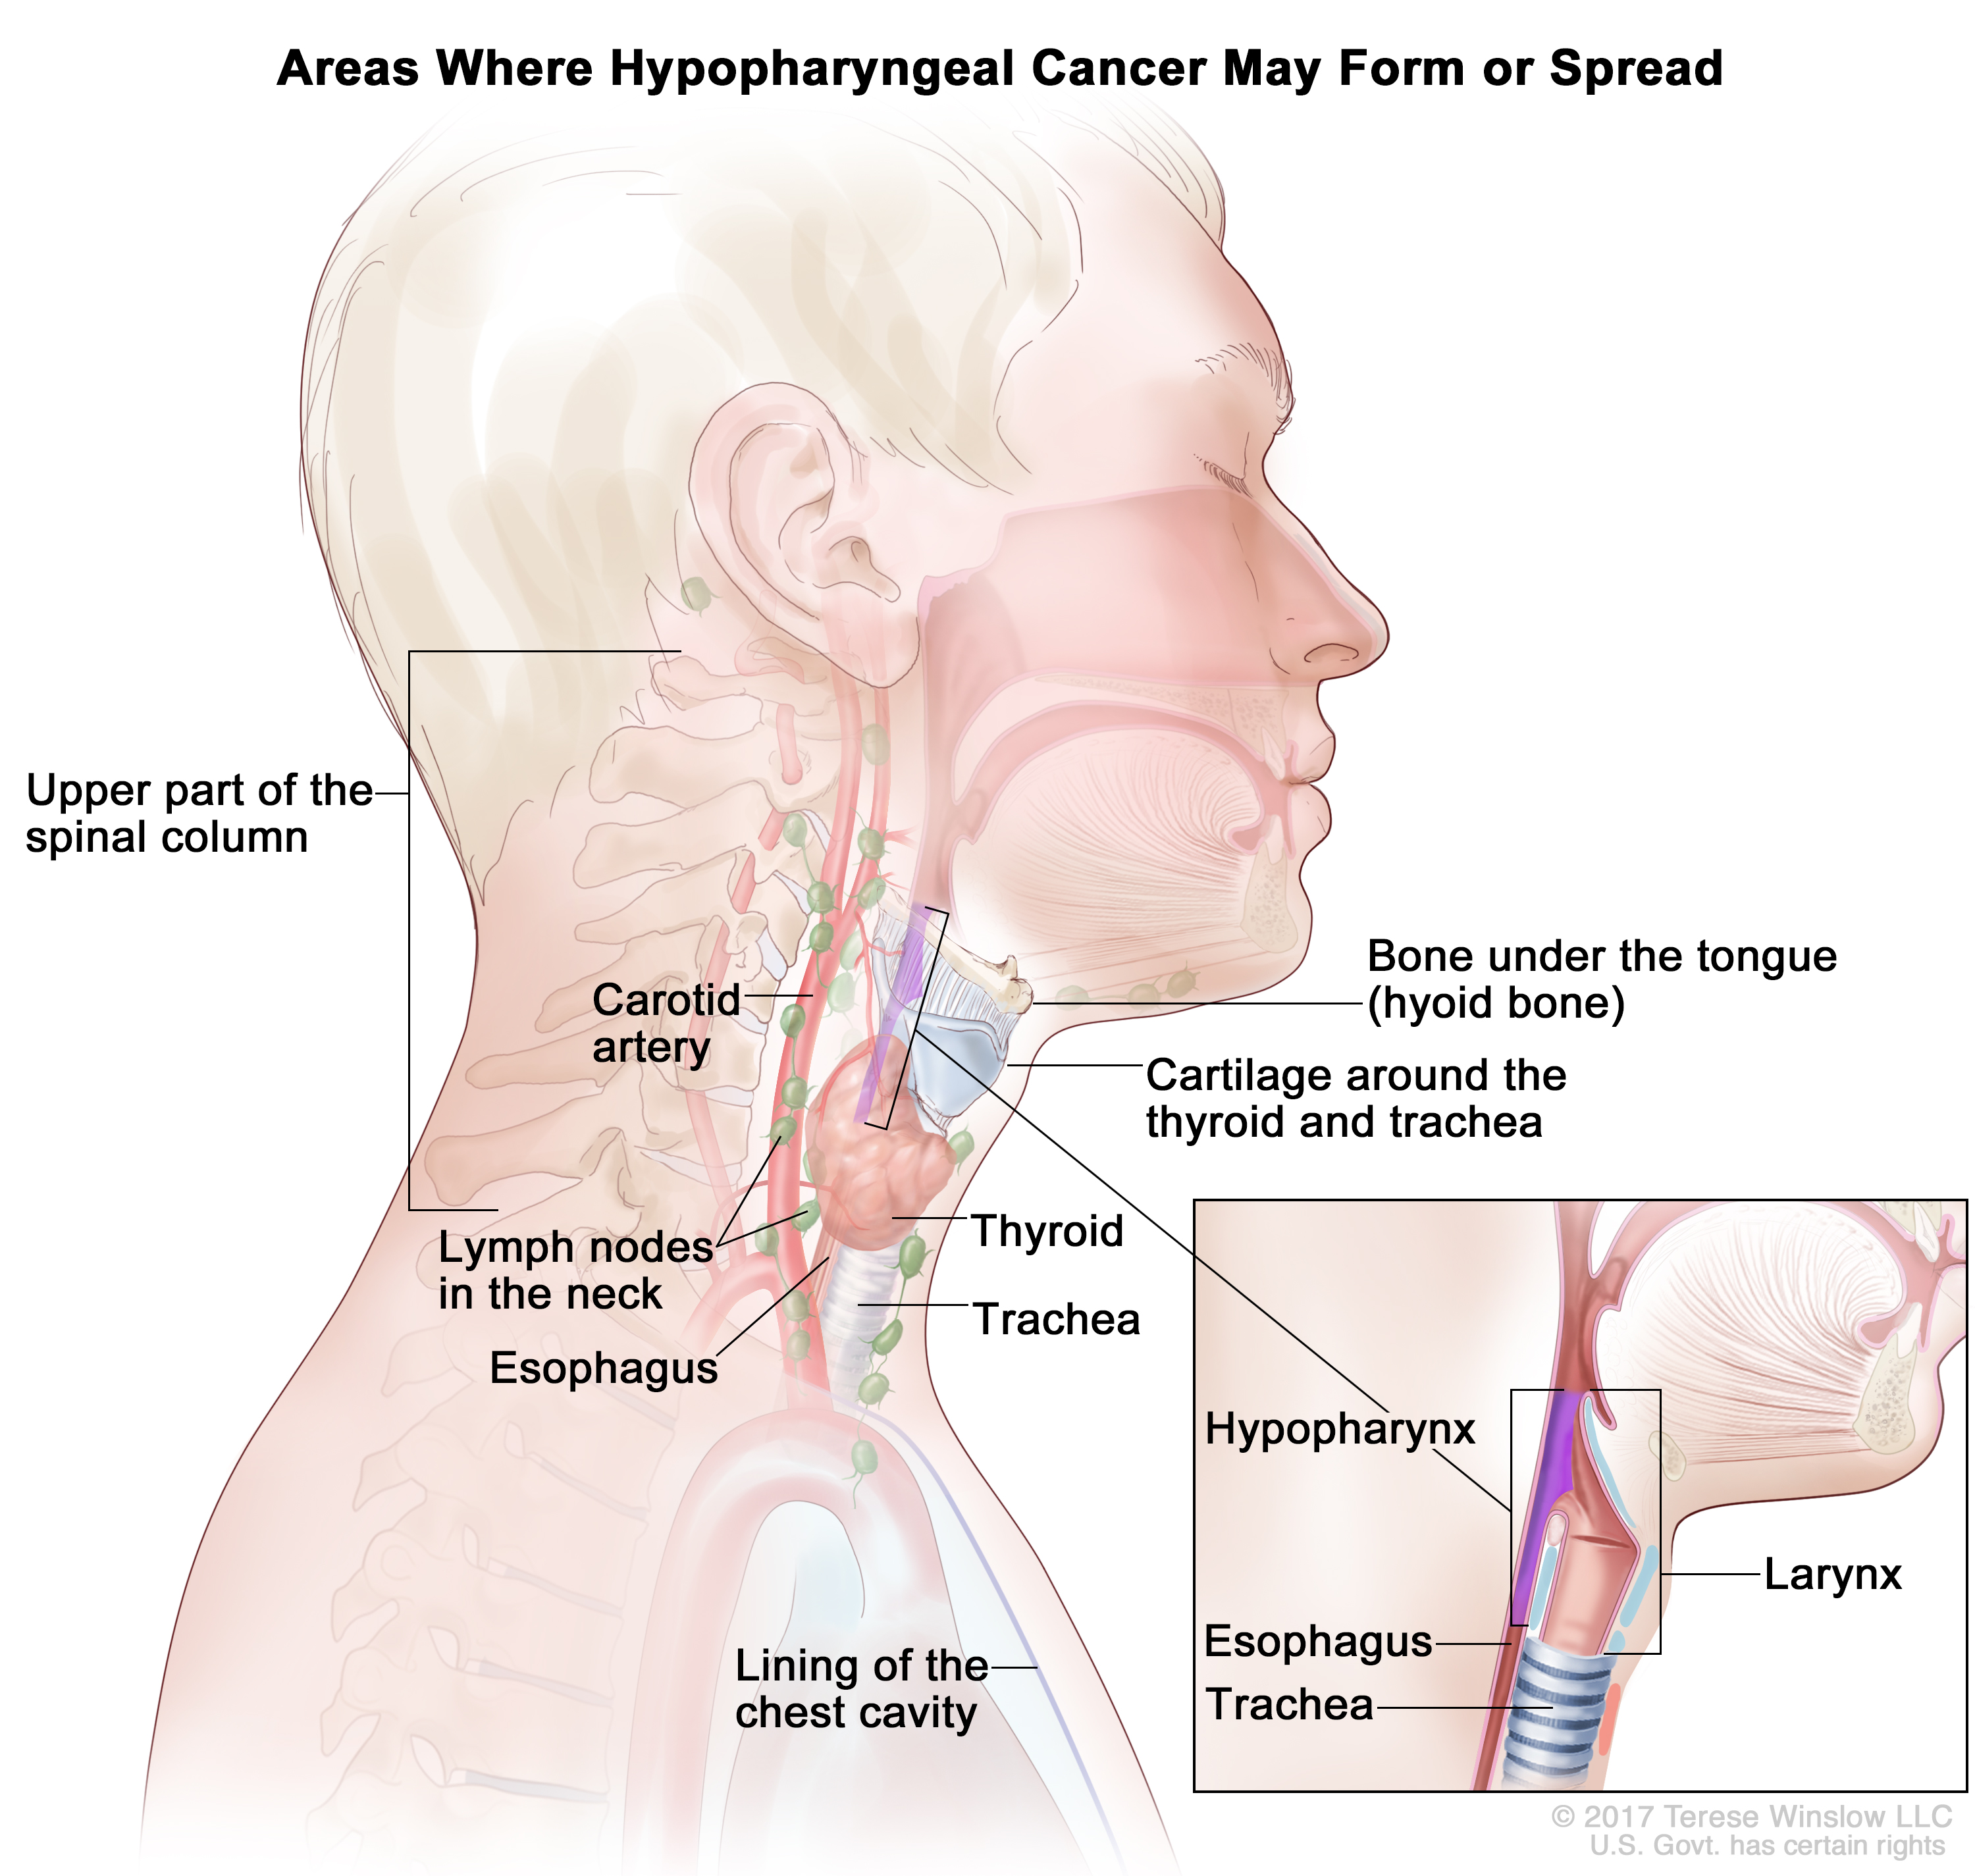 Areas Where Hypopharyngeal Cancer May Form or Spread
Upper part of the
spinal column
Carotid
artery
Bone under the tongue
(hyoid bone)
Cartilage around the
thyroid and trachea
Lymph nodes
in the neck
Thyroid
Trachea
Esophagus
Lining of the
chest cavity
Hypopharynx
Larynx
Esophagus
Trachea
© 2017 Terese Winslow LLC
U.S. Govt. has certain rights